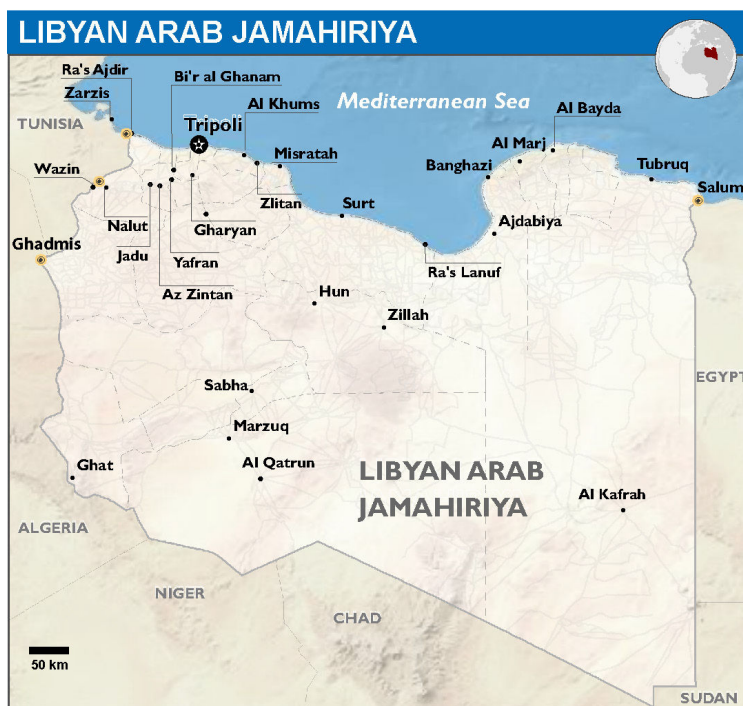 LIBYAN ARAB JAMAHIRIYA
Ra's Ajdir
Bi'r al Ghanam
Zarzis
Al Khums
Mediterranean Sea
Al Bayda
TUNISIA
Tripoli
Al Marj
Misratah
Banghazi
Tubruq
Wazin
Salum
Zlitan
Surt
Nalut
Gharyan
Ajdabiya
Ghadmis
Jadu
Yafran
Ra's Lanuf
Az Zintan
Hun
Zillah
EGYPT
Sabha
Marzuq
Ghat
Al Qatrun
LIBYAN ARAB
JAMAHIRIYA
Al Kafrah
ALGERIA
NIGER
CHAD
50 km
SUDAN